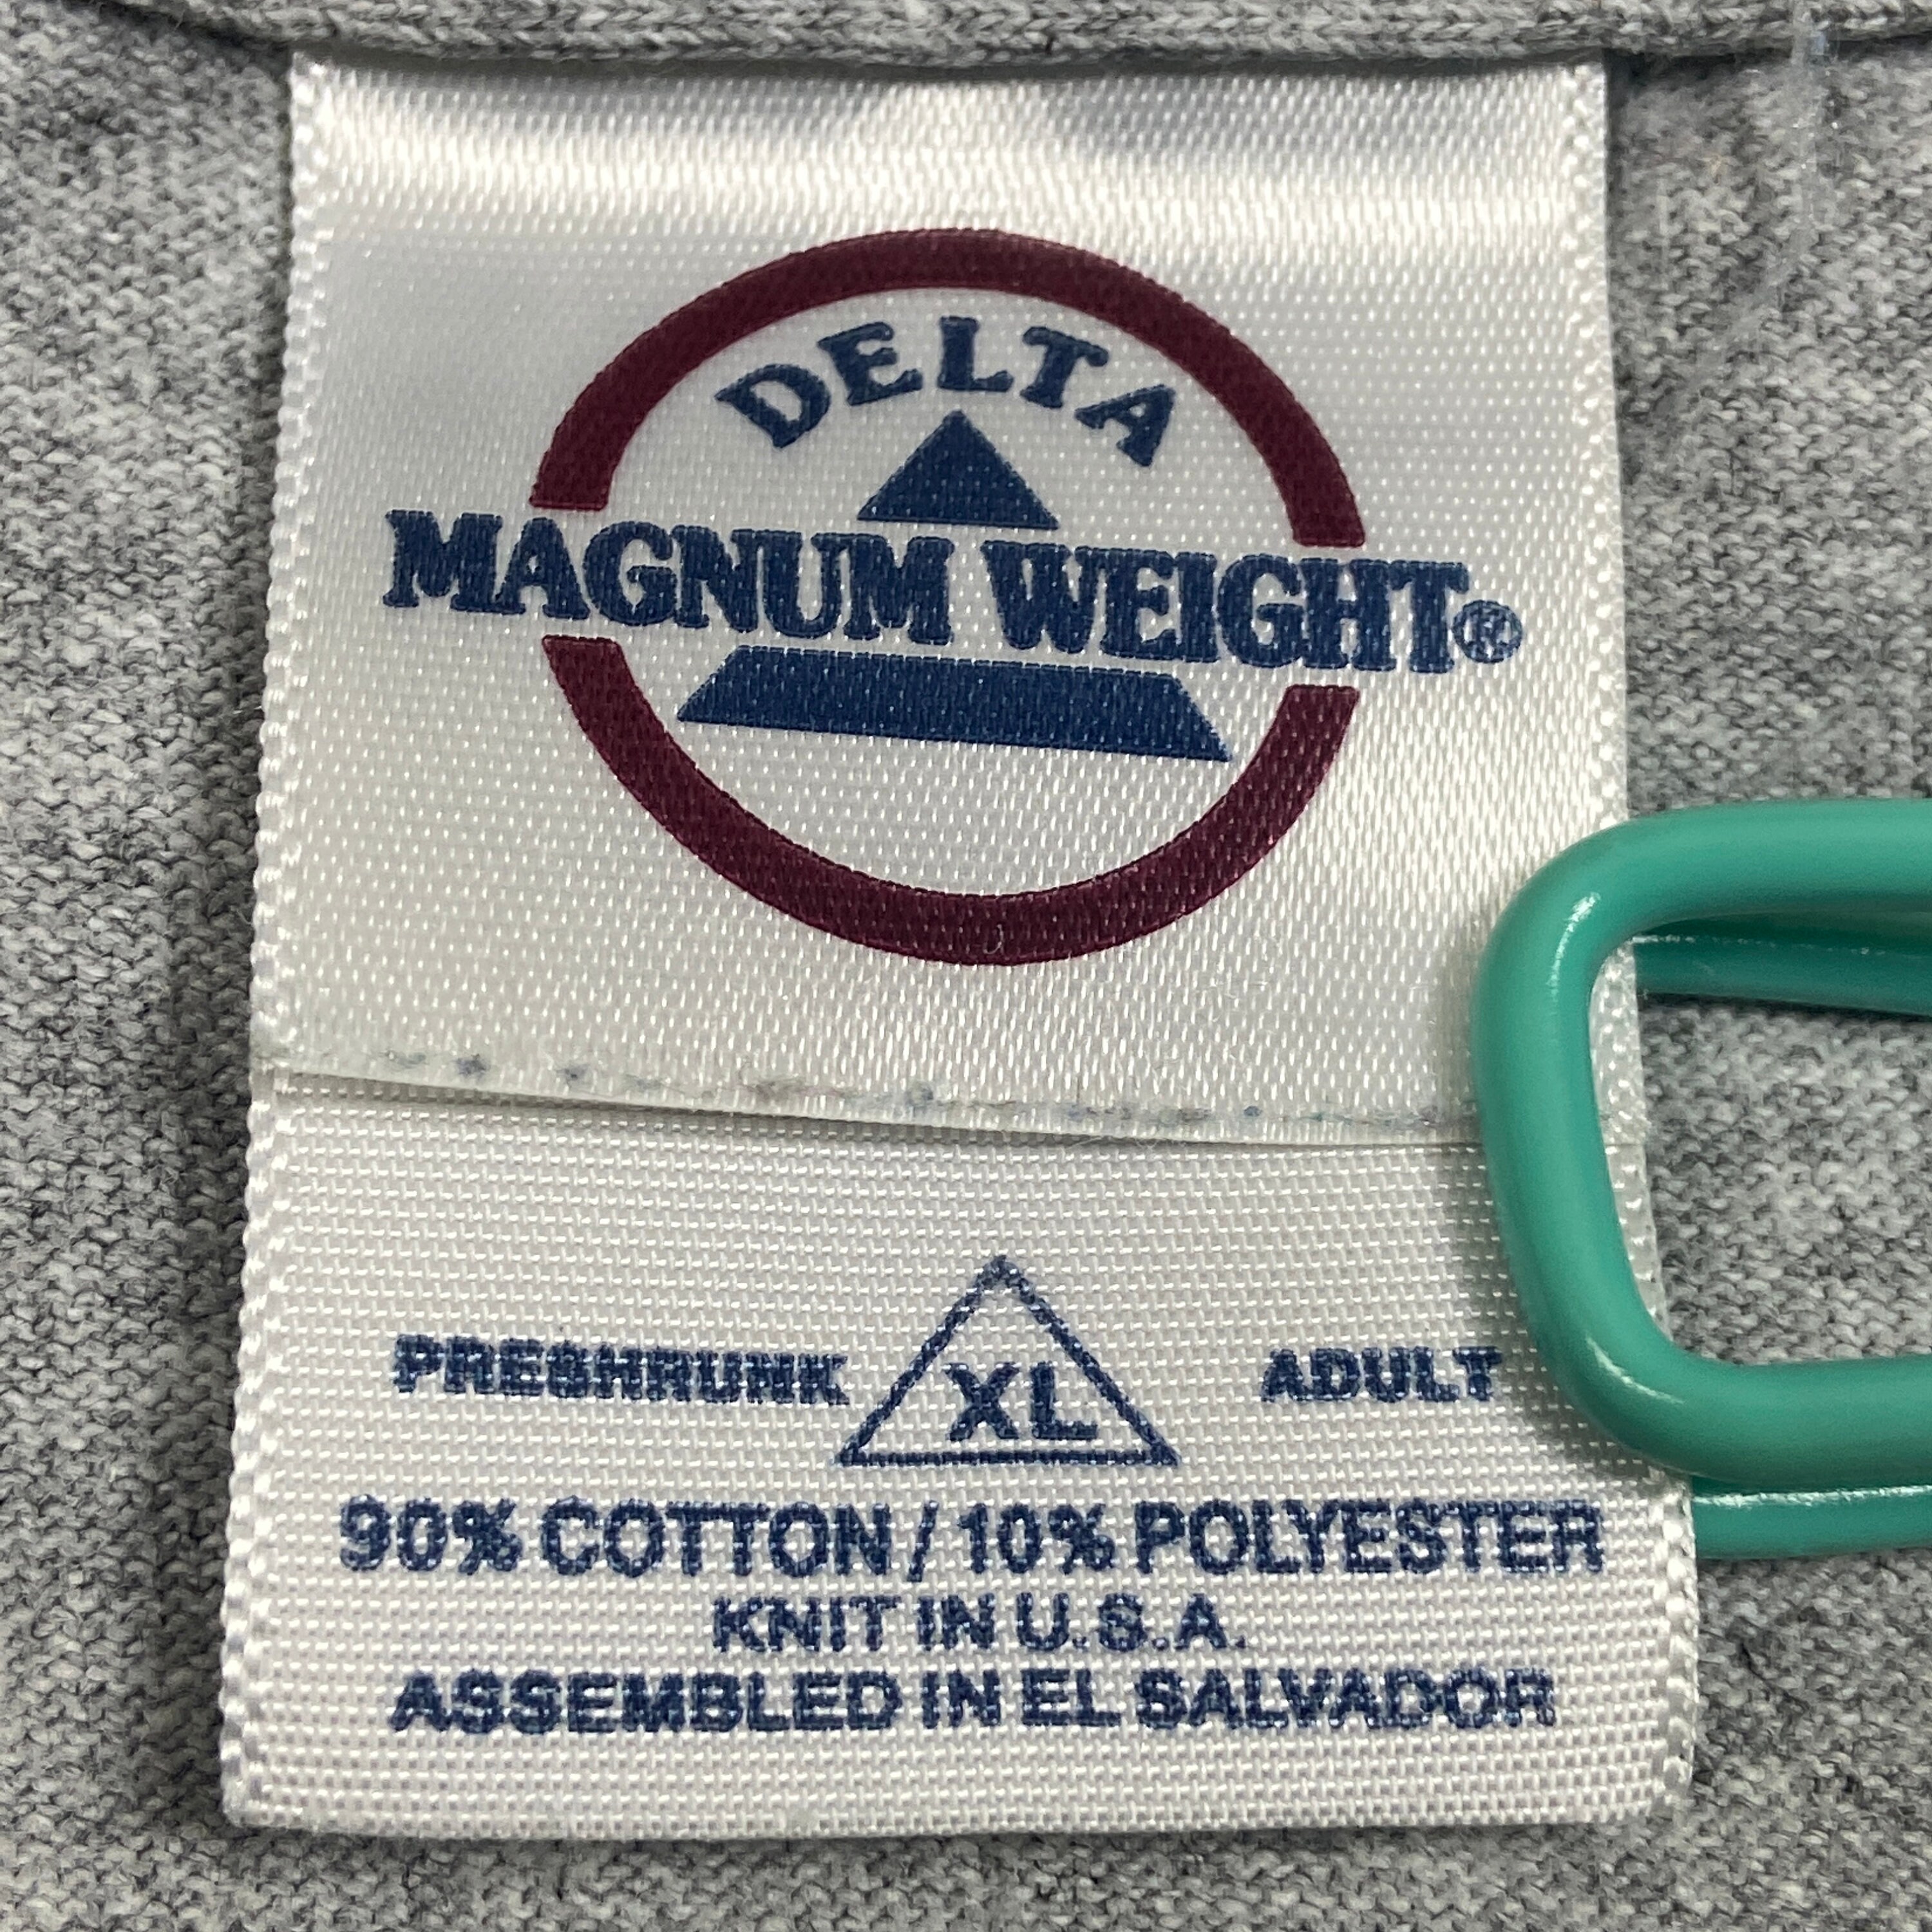 DELTA
MAGNUM WEIGHT®
PRESHRUNK XL ADULT
90% COTTON / 10% POLYESTER
KNIT IN U.S.A.
ASSEMBLED IN EL SALVADOR